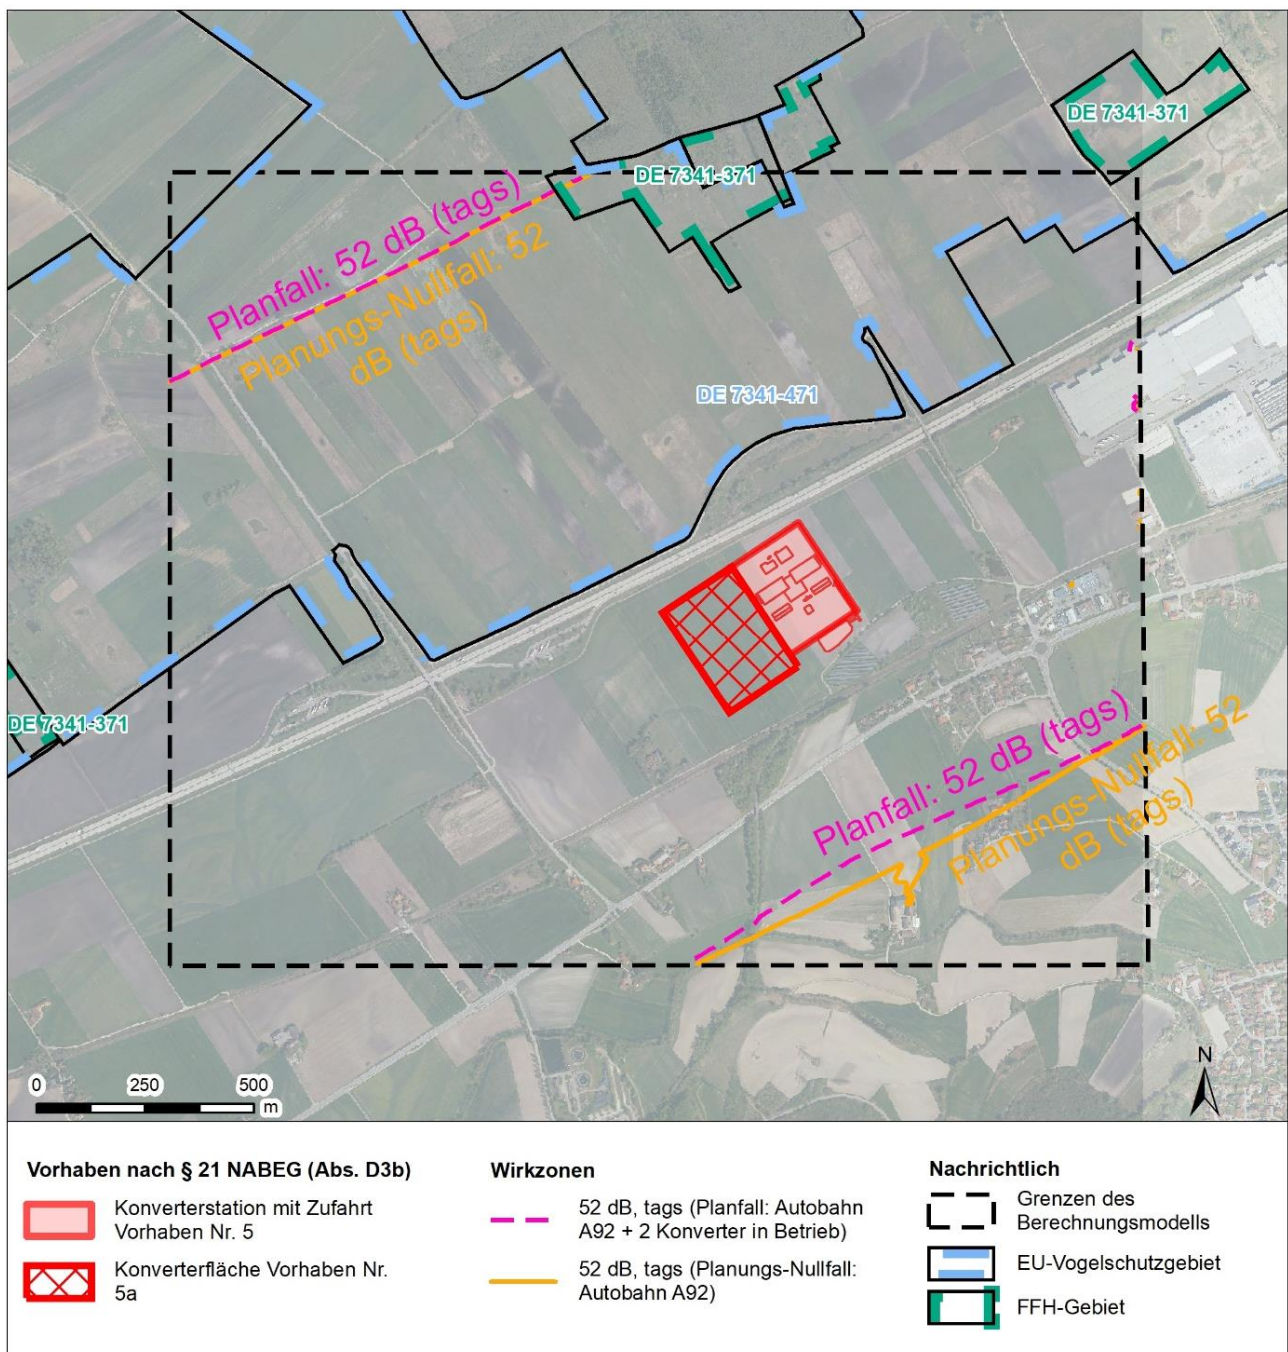 DE 7341-371
DE 7341-371
Planfall: 52 dB (tags)
Planungs-Nullfall: 52
dB (tags)
DE 7341-471
DE 7341-371
Planfall: 52 dB (tags)
Planungs-Nullfall: 52
dB (tags)
N
0 250 500
m
Vorhaben nach § 21 NABEG (Abs. D3b)
Konverterstation mit Zufahrt
Vorhaben Nr. 5
Konverterfläche Vorhaben Nr.
5a
Wirkzonen
52 dB, tags (Planfall: Autobahn
A92 + 2 Konverter in Betrieb)
52 dB, tags (Planungs-Nullfall:
Autobahn A92)
Nachrichtlich
Grenzen des
Berechnungsmodells
EU-Vogelschutzgebiet
FFH-Gebiet